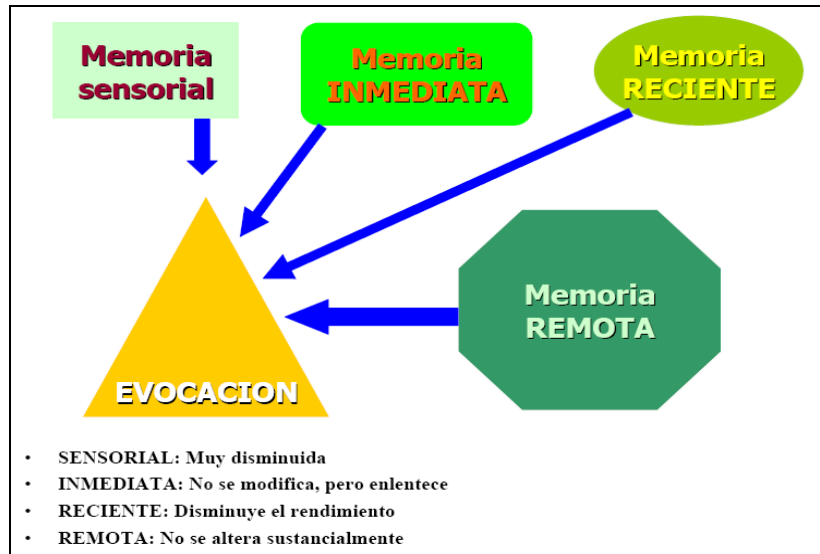 Memoria
sensorial
Memoria
INMEDIATA
Memoria
RECIENTE
Memoria
REMOTA
EVOCACION
• SENSORIAL: Muy disminuida
• INMEDIATA: No se modifica, pero enlentece
• RECIENTE: Disminuye el rendimiento
• REMOTA: No se altera sustancialmente